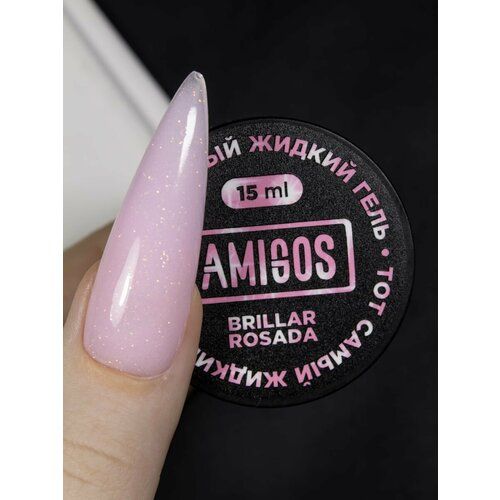 ЫЙ ЖИДКИЙ ГЕЛЬ • ТОТ САМЫЙ ЖИДКИЙ
15 ml
AMIGOS
BRILLAR
ROSADA